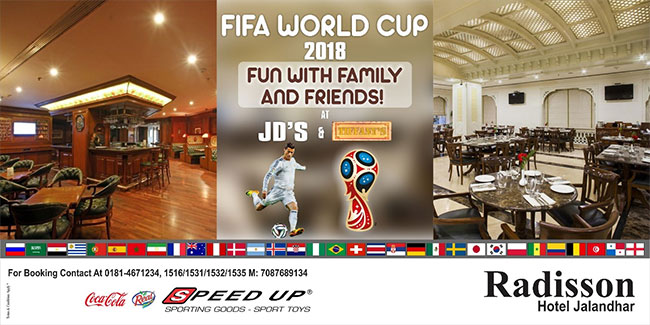 FIFA WORLD CUP
2018
FUN WITH FAMILY
AND FRIENDS!
AT
JD'S &
For Booking Contact At 0181-4671234, 1516/1531/1532/1535 M: 7087689134
Coca-Cola Real SPEED UP®
SPORTING GOODS - SPORT TOYS
Radisson
Hotel Jalandhar